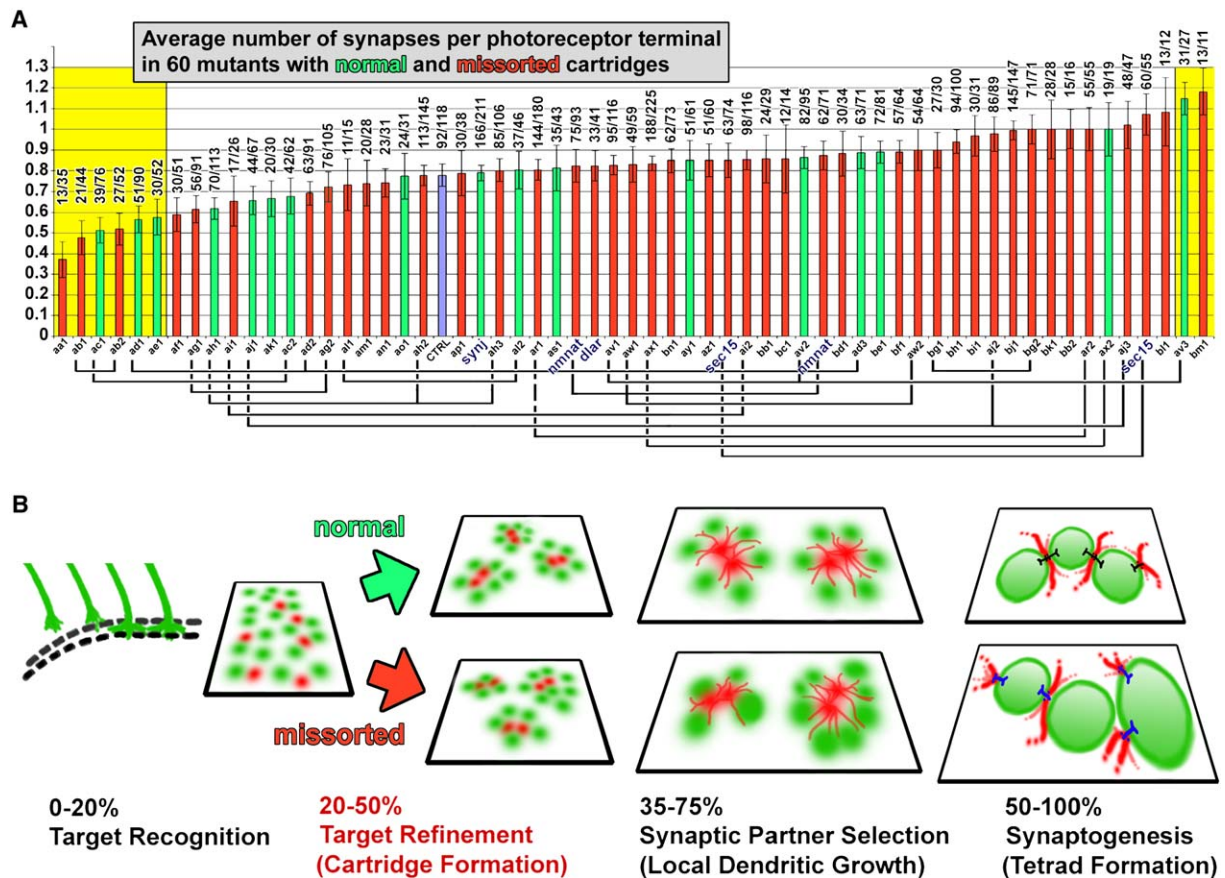 A
Average number of synapses per photoreceptor terminal
in 60 mutants with normal and missorted cartridges
1.3
1.2
1.1
1
0.9
0.8
0.7
0.6
0.5
0.4
0.3
0.2
0.1
0
13/35 21/44 39/76 27/52 51/90 30/52 30/51 56/91 70/113 17/26 44/67 20/30 42/62 63/91 76/105 11/15 20/28 23/31 24/31 113/145 92/118 30/38 166/211 85/106 37/46 144/180 35/43 75/93 33/41 95/116 49/59 188/225 62/73 51/61 51/60 63/74 98/116 24/29 12/14 82/95 62/71 30/34 63/71 72/81 57/64 54/64 27/30 94/100 30/31 86/89 145/147 71/71 28/28 15/16 55/55 19/19 48/47 60/55 13/12 31/27 13/11
aa1 ab1 ac1 ab2 ad1 ae1 af1 ag1 ah1 ai1 aj1 ak1 ac2 ad2 ag2 al1 am1 an1 ao1 ah2 CTRL ap1 synj ah3 al2 ar1 as1 nmnat dlar av1 aw1 ax1 bn1 ay1 az1 sec15 ai2 bb1 bc1 av2 nmnat bd1 ad3 be1 bf1 aw2 bg1 bh1 bi1 aj2 bj1 bg2 bk1 bb2 ar2 ax2 aj3 sec15 bl1 av3 bm1
B
normal
missorted
0-20%
Target Recognition
20-50%
Target Refinement
(Cartridge Formation)
35-75%
Synaptic Partner Selection
(Local Dendritic Growth)
50-100%
Synaptogenesis
(Tetrad Formation)